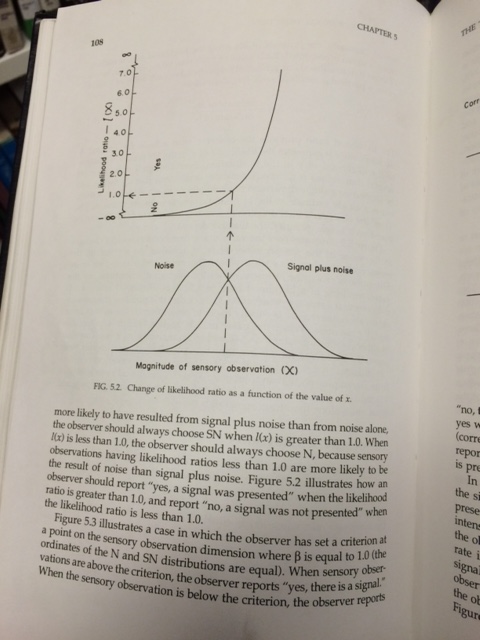 108
CHAPTER 5
∞
7.0
6.0
5.0
4.0
3.0
2.0
1.0
-∞
Likelihood ratio — l(X)
Yes
No
Noise
Signal plus noise
Magnitude of sensory observation (X)
FIG. 5.2. Change of likelihood ratio as a function of the value of x.
more likely to have resulted from signal plus noise than from noise alone,
the observer should always choose SN when l(x) is greater than 1.0. When
l(x) is less than 1.0, the observer should always choose N, because sensory
observations having likelihood ratios less than 1.0 are more likely to be
the result of noise than signal plus noise. Figure 5.2 illustrates how an
observer should report "yes, a signal was presented" when the likelihood
ratio is greater than 1.0, and report "no, a signal was not presented" when
the likelihood ratio is less than 1.0.
Figure 5.3 illustrates a case in which the observer has set a criterion at
a point on the sensory observation dimension where β is equal to 1.0 (the
ordinates of the N and SN distributions are equal). When sensory obser-
vations are above the criterion, the observer reports "yes, there is a signal."
When the sensory observation is below the criterion, the observer reports
THE
Corr
"no,
yes w
(corre
repor
is pre
In
the si
prese
intens
the ol
rate i
signal
obser
the ob
Figur